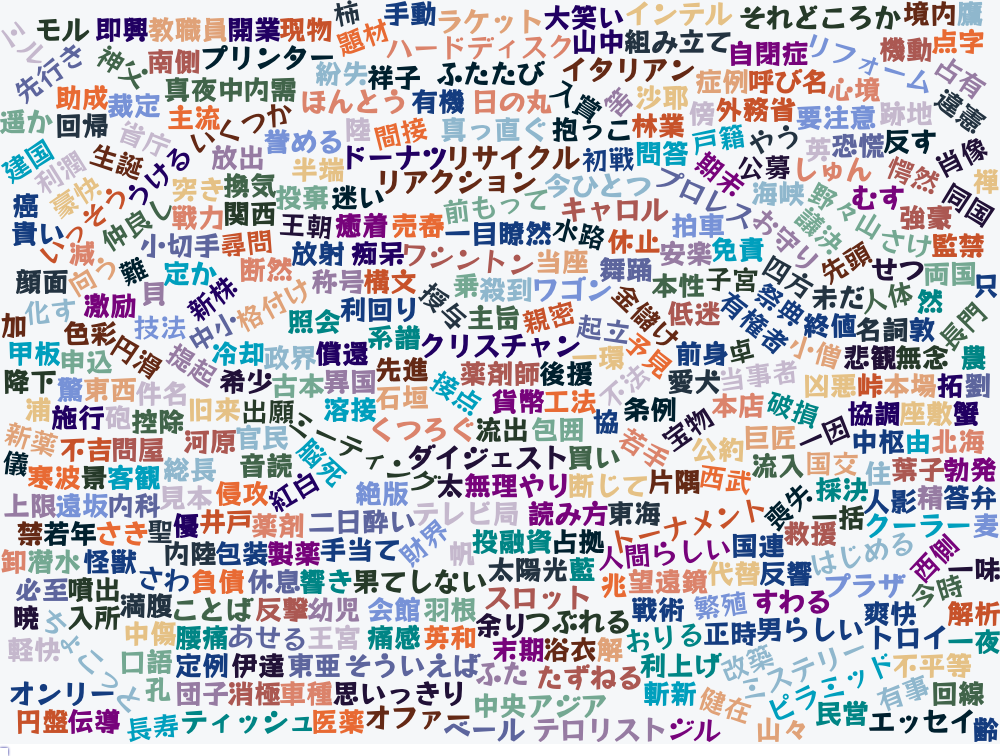 モル 即興 教職員 開業 現物 柿 手動 ラケット 大笑い インテル それどころか 境内 鷹
題材 ハードディスク 山中 組み立て 自閉症 リフォーム 機動 点字
先行き 神父 南側 プリンター 紛失 祥子 ふたたび イタリアン 症例 呼び名 心境 占有
助成 裁定 真夜中 内需 ほんとう 有機 日の丸 入賞 沙耶 傍 外務省 要注意 跡地 違憲
遥か 回帰 省庁 主流 いくつか 誉める 陸 間接 真っ直ぐ 抱っこ 林業 戸籍 やう 英 恐慌 反す
建国 利潤 生誕 うける 放出 半端 ドーナツ リサイクル 初戦 問答 期末 公募 しゅん 愕然 肖像
癌 豪快 いっそう 突き 換気 投棄 迷い リアクション 今ひとつ プロレス 海峡 野々山 むす 禅 同国
貴い 仲良し 戦力 関西 王朝 癒着 売春 前もって キャロル 拍車 お守り 議決 強豪
減 小切手 尋問 放射 痴呆 一目瞭然 水路 休止 安楽 免責 さけ 監禁
顔面 向う 難 定か 断然 称号 構文 ワシントン 当座 舞踊 本性 子宮 四方 先頭 せつ 両国 只
化す 激励 貝 新株 格付け 利回り 授与 乗 殺到 ワゴン 金儲け 低迷 有権者 祭典 未だ 人体 然
加 色彩 円滑 技法 中小 照会 系譜 主旨 親密 起立 予見 終値 名詞 敦 長門
甲板 申込 提起 冷却 政界 償還 クリスチャン 一環 前身 卓 小僧 悲観 無念 農
降下 驚 東西 件名 希少 古本 異国 先進 接点 薬剤師 後援 不法 愛犬 当事者 凶悪 峠 本場 拓 劉
浦 施行 砲 控除 旧来 出願 溶接 石垣 貨幣 工法 協 条例 本店 破損 協調 座敷 蟹
新薬 不吉 問屋 河原 官民 ミーティング くつろぐ 流出 包囲 若手 宝物 公約 巨匠 一因 中枢 由 北海
儀 寒波 景 客観 総長 音読 脳死 ダイジェスト 買い 流入 国交 住 葉子 勃発
上限 遠坂 内科 見本 侵攻 紅白 絶版 太 無理やり 断じて 片隅 西武 喪失 採決 人影 精 答弁
禁 若年 さき 聖 優 井戸 薬剤 二日酔い テレビ局 読み方 東海 トーナメント 救援 一括 クーラー 麦
卸 潜水 怪獣 内陸 包装 製薬 手当て 財界 帆 投融資 占拠 人間らしい 国連 はじめる 西側
必至 噴出 さわ 負債 休息 響き 果てしない 太陽光 藍 兆 望遠鏡 代替 反響 プラザ 今時 一味
暁 入所 満腹 ことば 反撃 幼児 会館 羽根 余り スロット つぶれる 戦術 繁殖 すわる 爽快 解析
軽快 中傷 腰痛 あせる 王宮 痛感 英和 末期 浴衣 解 おりる 正時 男らしい トロイ 一夜
口語 定例 伊達 東亜 そういえば ふた たずねる 利上げ 改築 ミステリー 不平等
オンリー 孔 団子 消極 車種 思いっきり 中央アジア 斬新 健在 ピラミッド 有事 回線
円盤 伝導 長寿 ティッシュ 医薬 オファー ベール テロリスト ジル 山々 民営 エッセイ 齢